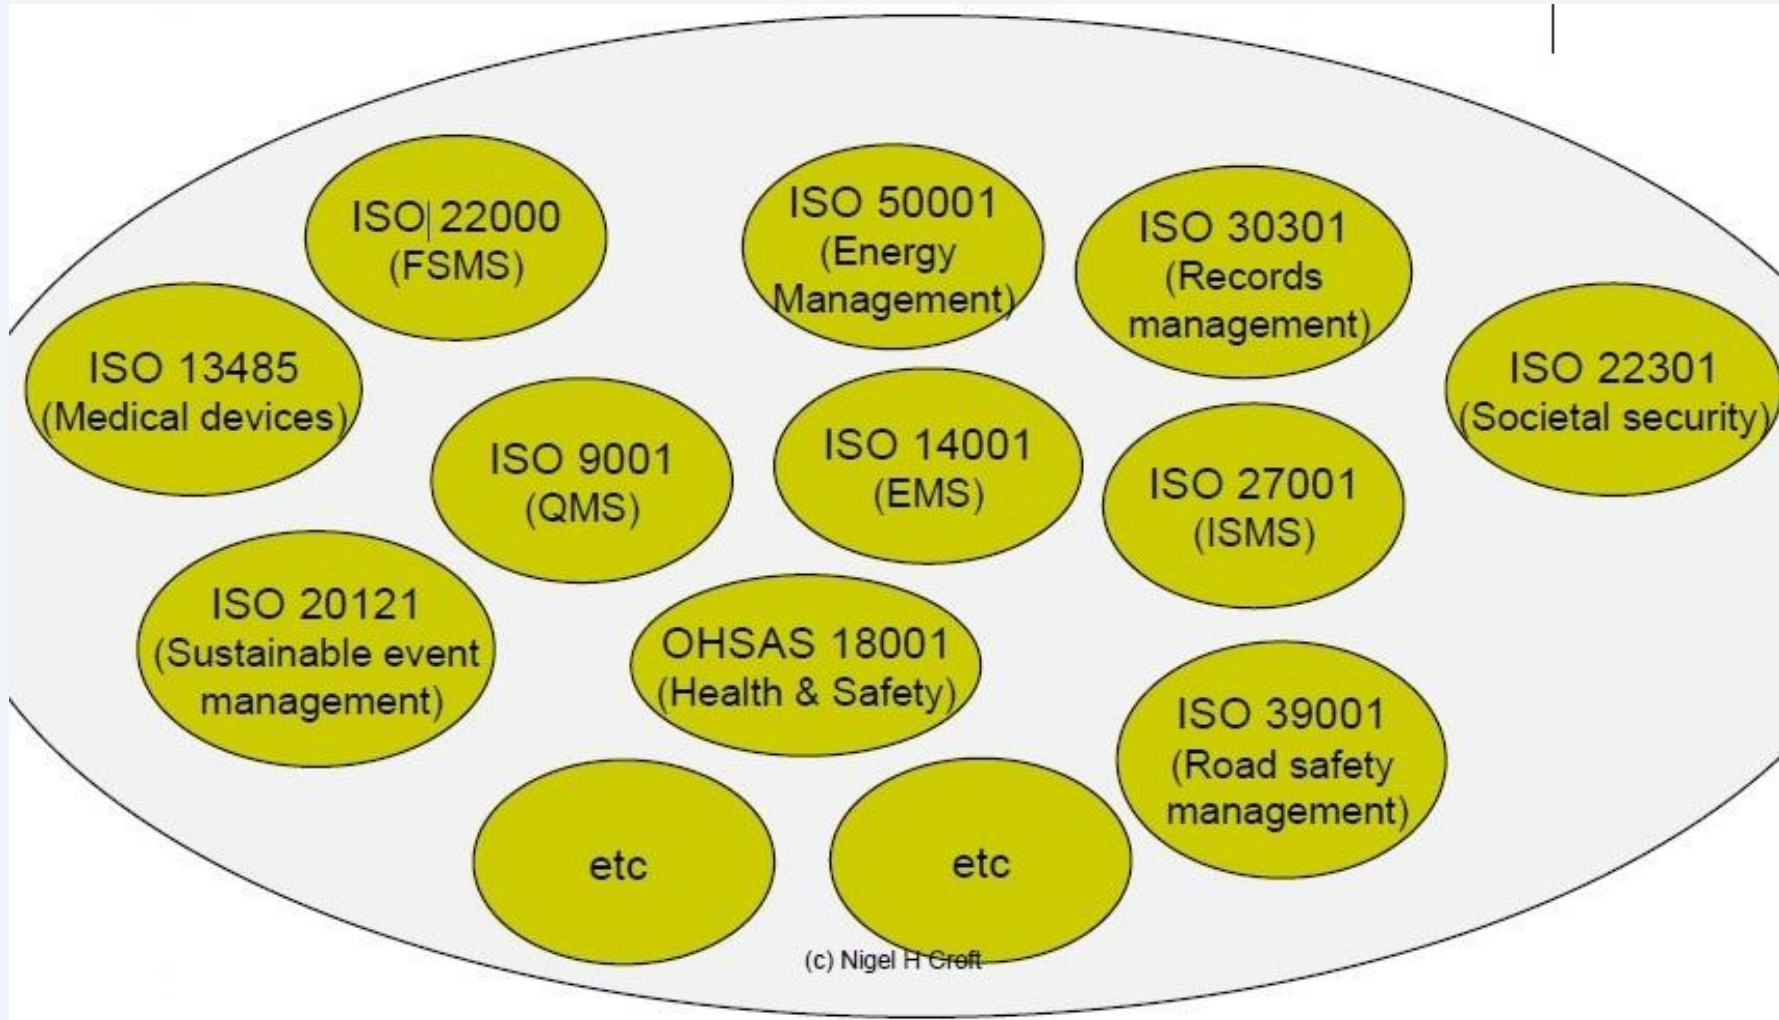 ISO 22000
(FSMS)
ISO 50001
(Energy
Management)
ISO 30301
(Records
management)
ISO 13485
(Medical devices)
ISO 22301
(Societal security)
ISO 9001
(QMS)
ISO 14001
(EMS)
ISO 27001
(ISMS)
ISO 20121
(Sustainable event
management)
OHSAS 18001
(Health & Safety)
ISO 39001
(Road safety
management)
etc
etc
(c) Nigel H Croft